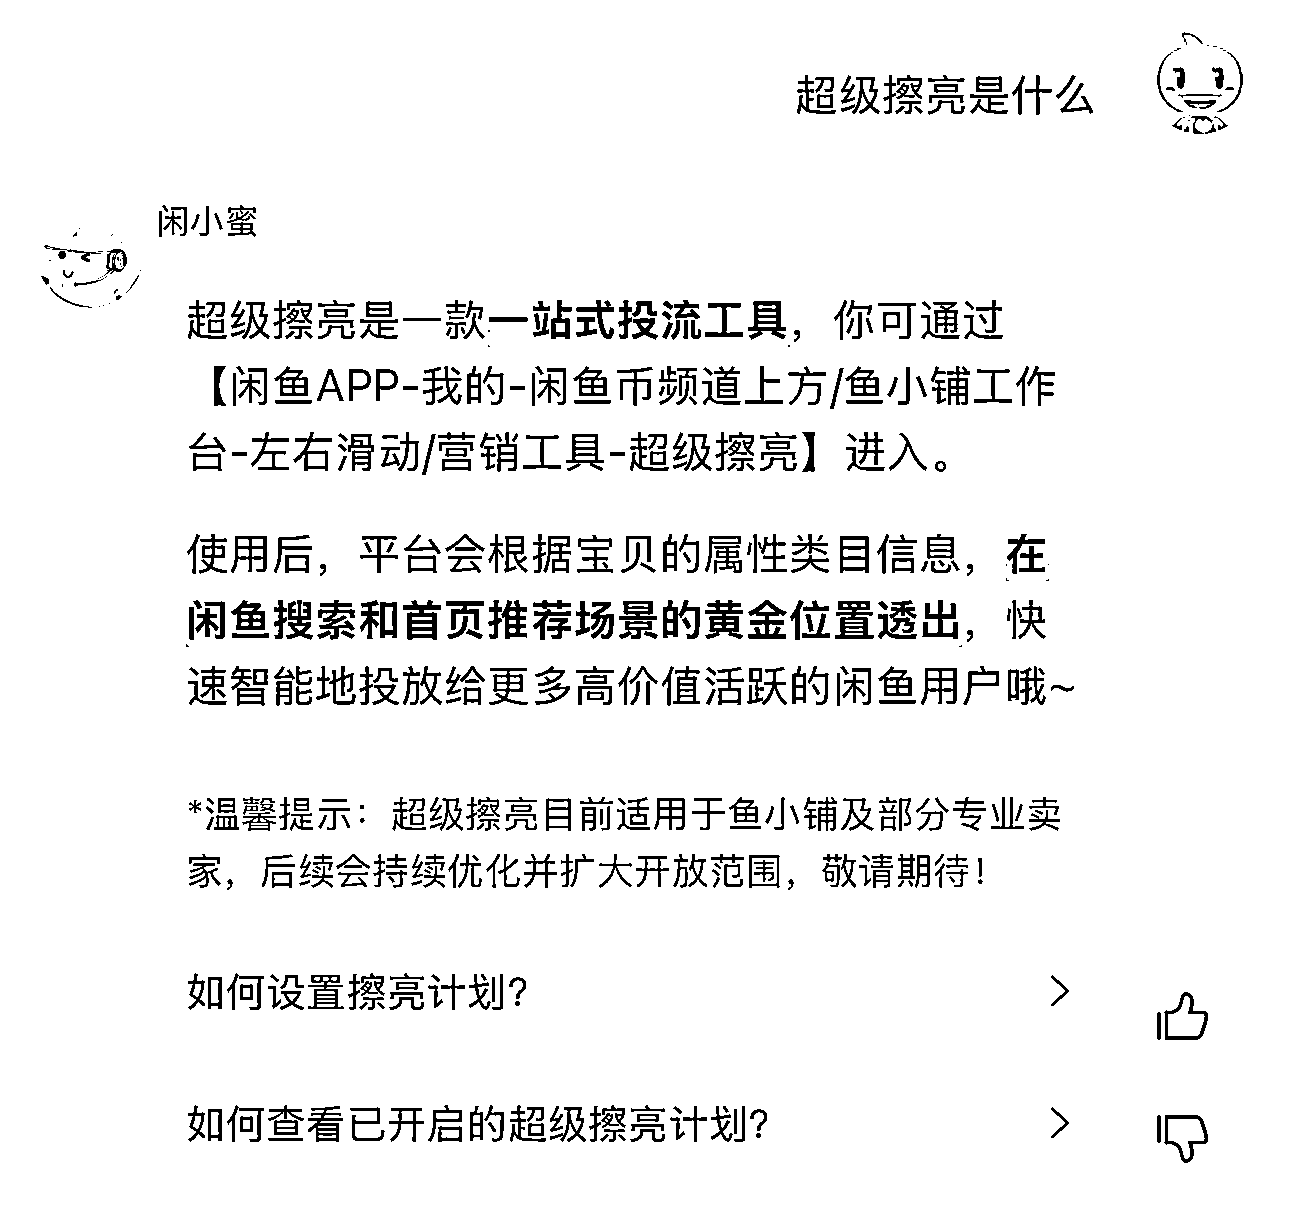 超级擦亮是什么
闲小蜜
超级擦亮是一款一站式投流工具，你可通过
【闲鱼APP-我的-闲鱼币频道上方/鱼小铺工作
台-左右滑动/营销工具-超级擦亮】进入。
使用后，平台会根据宝贝的属性类目信息，在
闲鱼搜索和首页推荐场景的黄金位置透出，快
速智能地投放给更多高价值活跃的闲鱼用户哦~
*温馨提示：超级擦亮目前适用于鱼小铺及部分专业卖
家，后续会持续优化并扩大开放范围，敬请期待！
如何设置擦亮计划？
如何查看已开启的超级擦亮计划？